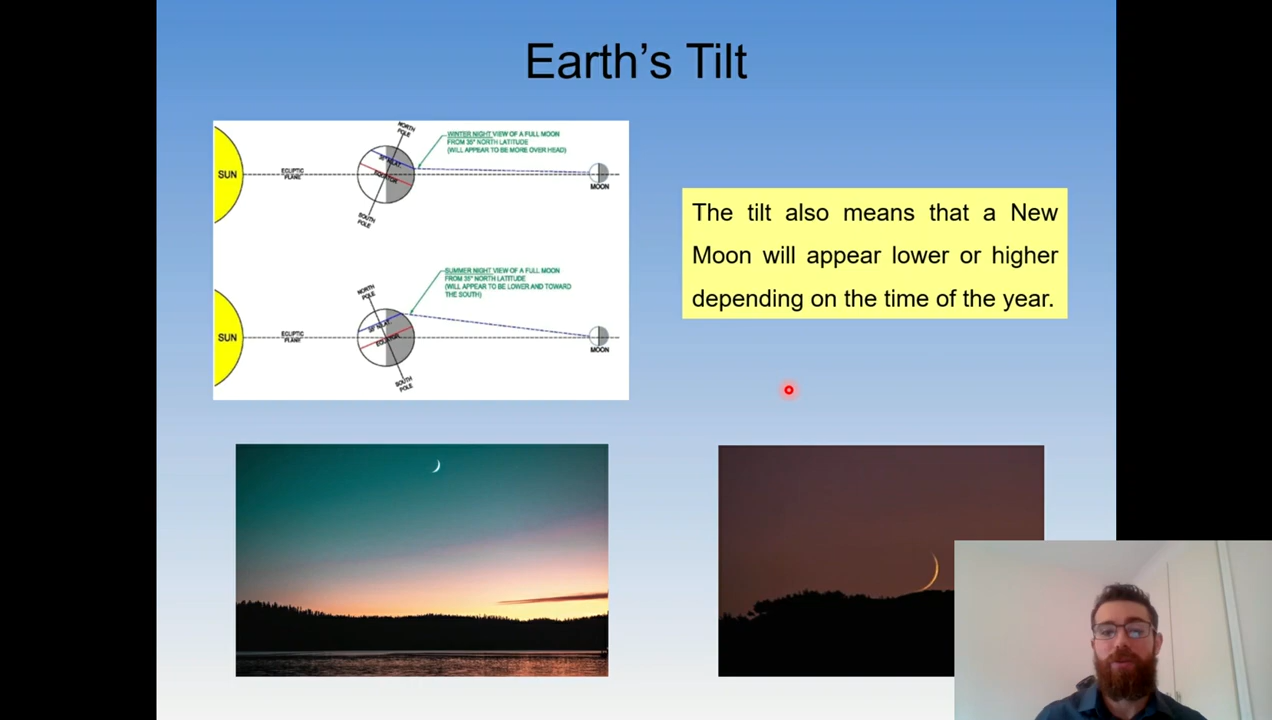 Earth's Tilt
NORTH
POLE
WINTER NIGHT VIEW OF A FULL MOON
FROM 35° NORTH LATITUDE
(WILL APPEAR TO BE MORE OVER HEAD)
SUN
ECLIPTIC
PLANE
EQUATOR
MOON
SOUTH
POLE
SUMMER NIGHT VIEW OF A FULL MOON
FROM 35° NORTH LATITUDE
(WILL APPEAR TO BE LOWER AND TOWARD
THE SOUTH)
NORTH
POLE
SUN
ECLIPTIC
PLANE
EQUATOR
MOON
SOUTH
POLE
The tilt also means that a New
Moon will appear lower or higher
depending on the time of the year.